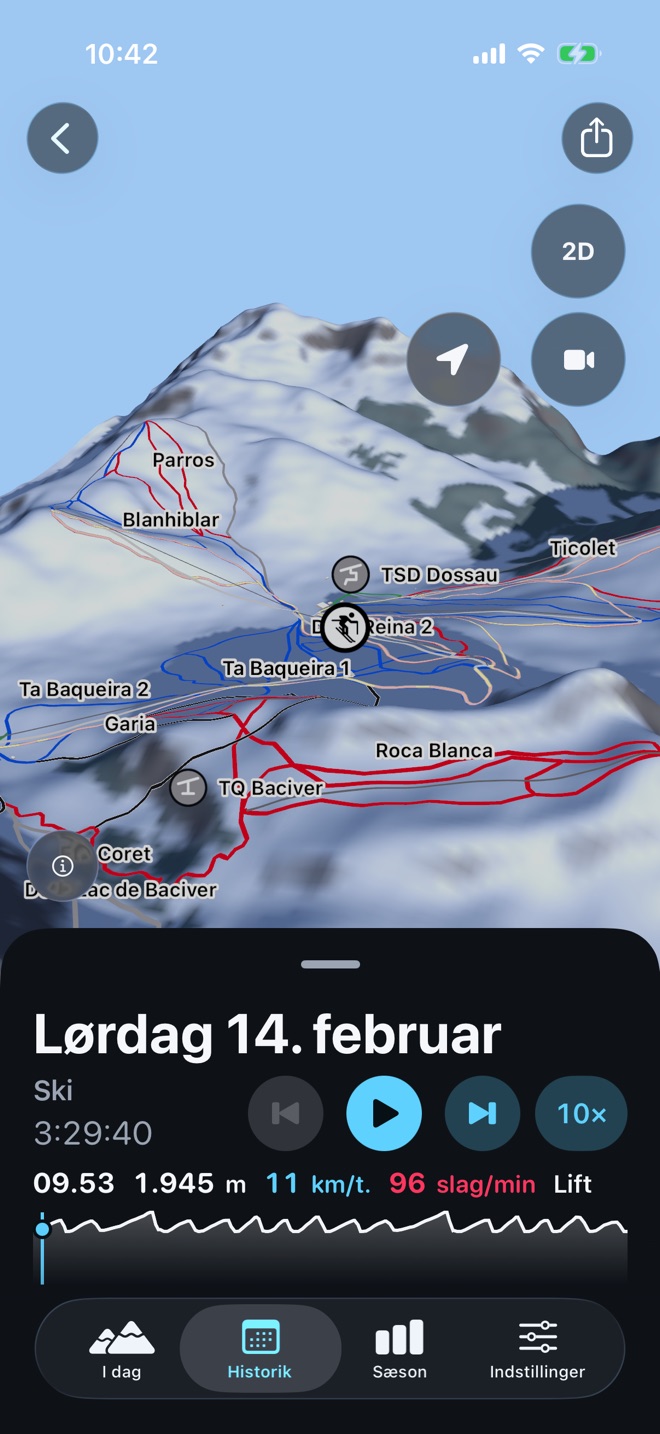 10:42
2D
Parros
Blanhiblar
Ticolet
TSD Dossau
Reina 2
Ta Baqueira 1
Ta Baqueira 2
Garia
Roca Blanca
TQ Baciver
Coret
de Baciver
Lørdag 14. februar
Ski
3:29:40
10×
09.53 1.945 m 11 km/t. 96 slag/min Lift
I dag
Historik
Sæson
Indstillinger